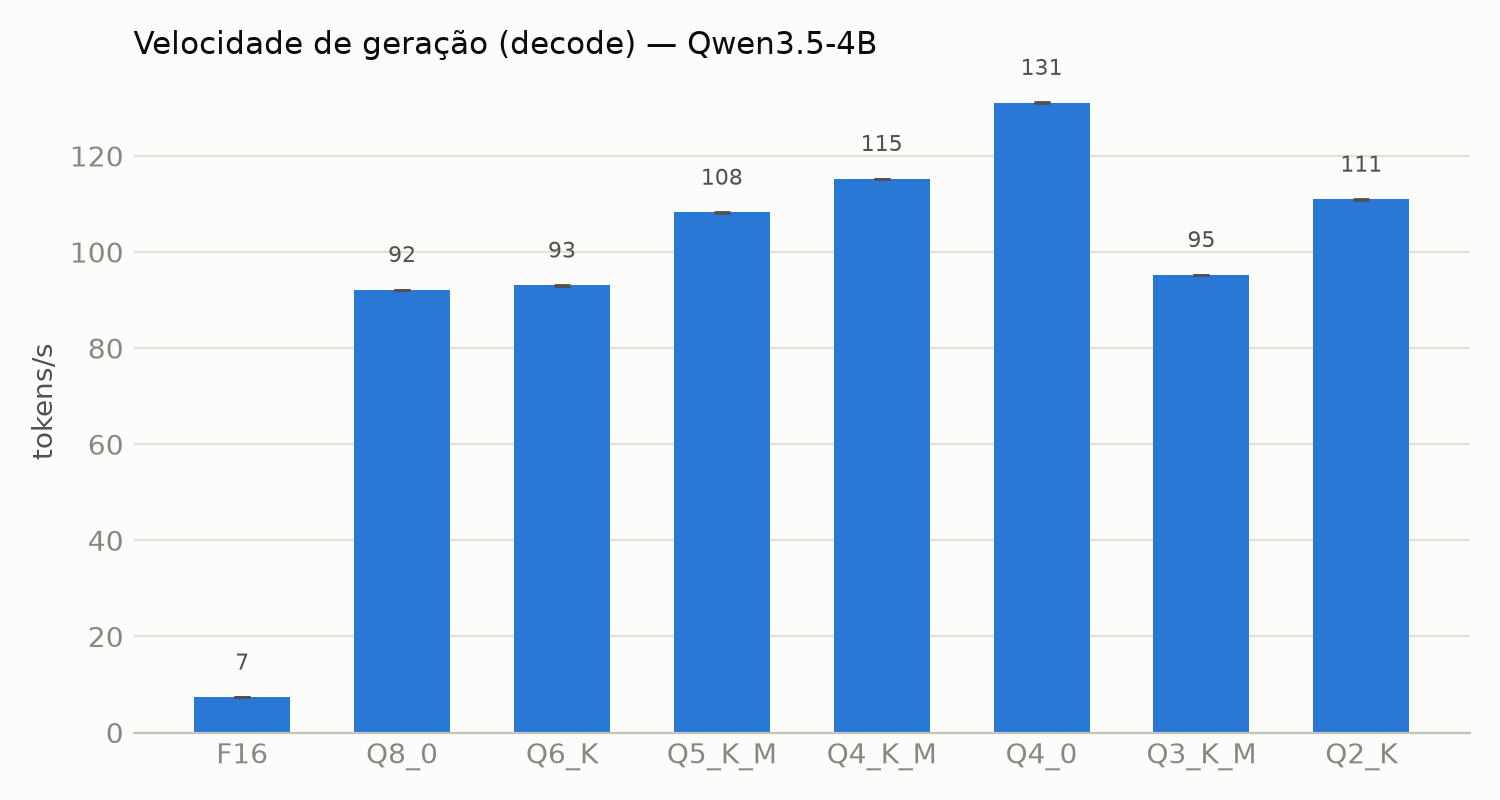 Velocidade de geração (decode) — Qwen3.5-4B
tokens/s
120
100
80
60
40
20
0
7
92
93
108
115
131
95
111
F16
Q8_0
Q6_K
Q5_K_M
Q4_K_M
Q4_0
Q3_K_M
Q2_K